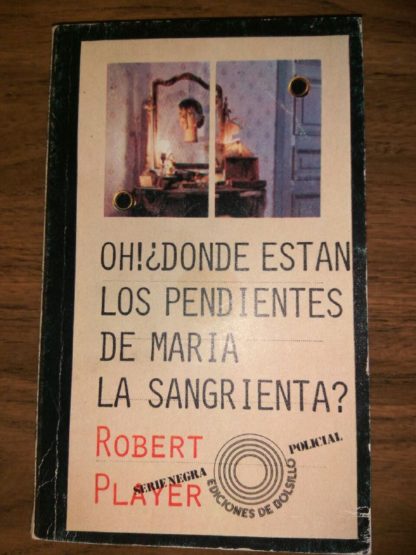 OH!¿DONDE ESTAN
LOS PENDIENTES
DE MARIA
LA SANGRIENTA?
ROBERT
PLAYER
SERIE NEGRA
POLICIAL
EDICIONES DE BOLSILLO